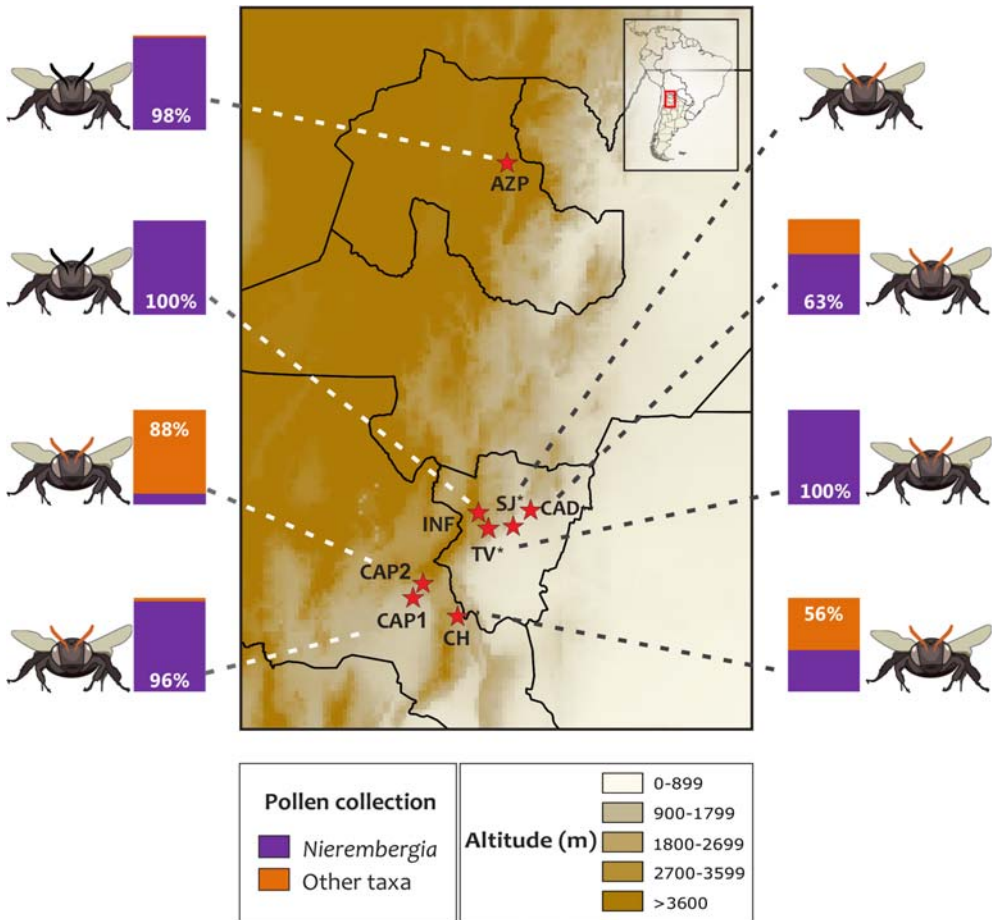 98%
AZP
100%
63%
88%
100%
SJ*
CAD
INF
TV*
CAP2
CAP1
CH
96%
56%
Pollen collection
Nierembergia
Other taxa
Altitude (m)
0-899
900-1799
1800-2699
2700-3599
>3600